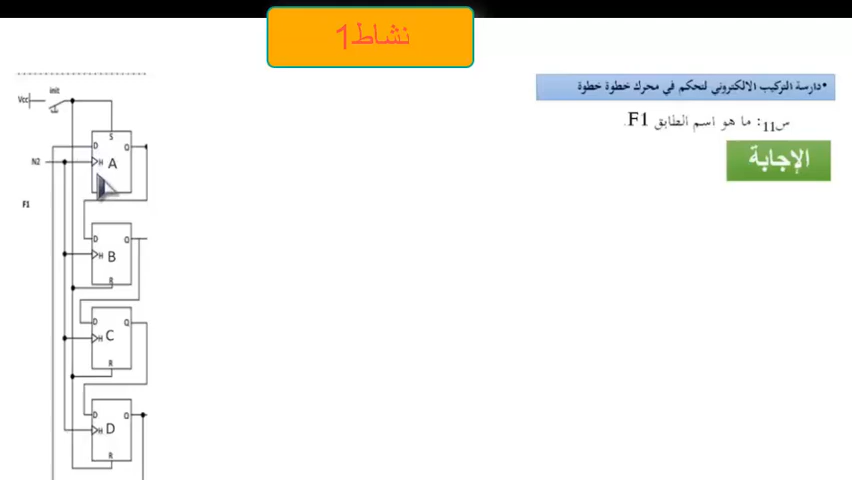 نشاط1
•دارسة التركيب الالكتروني لتحكم في محرك خطوة خطوة
س11: ما هو اسم الطابق F1.
الإجابة
init
Vcc
S
D
Q
N2
H
A
F1
D
Q
H
B
R
D
Q
H
C
R
D
Q
H
D
R